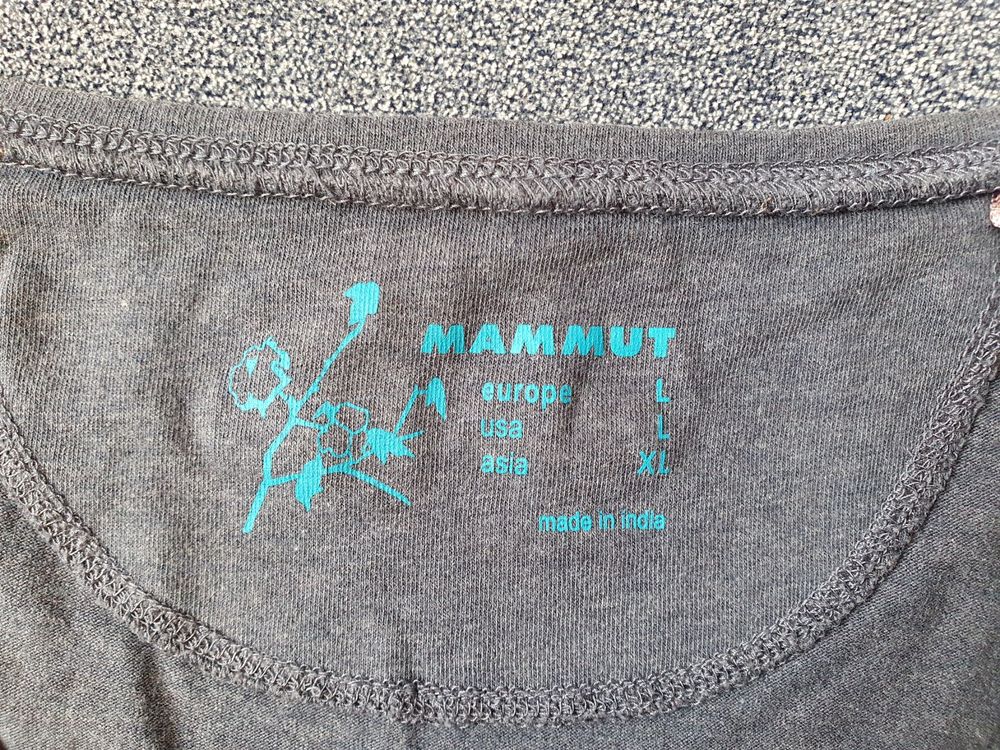 MAMMUT
europe L
usa L
asia XL
made in india